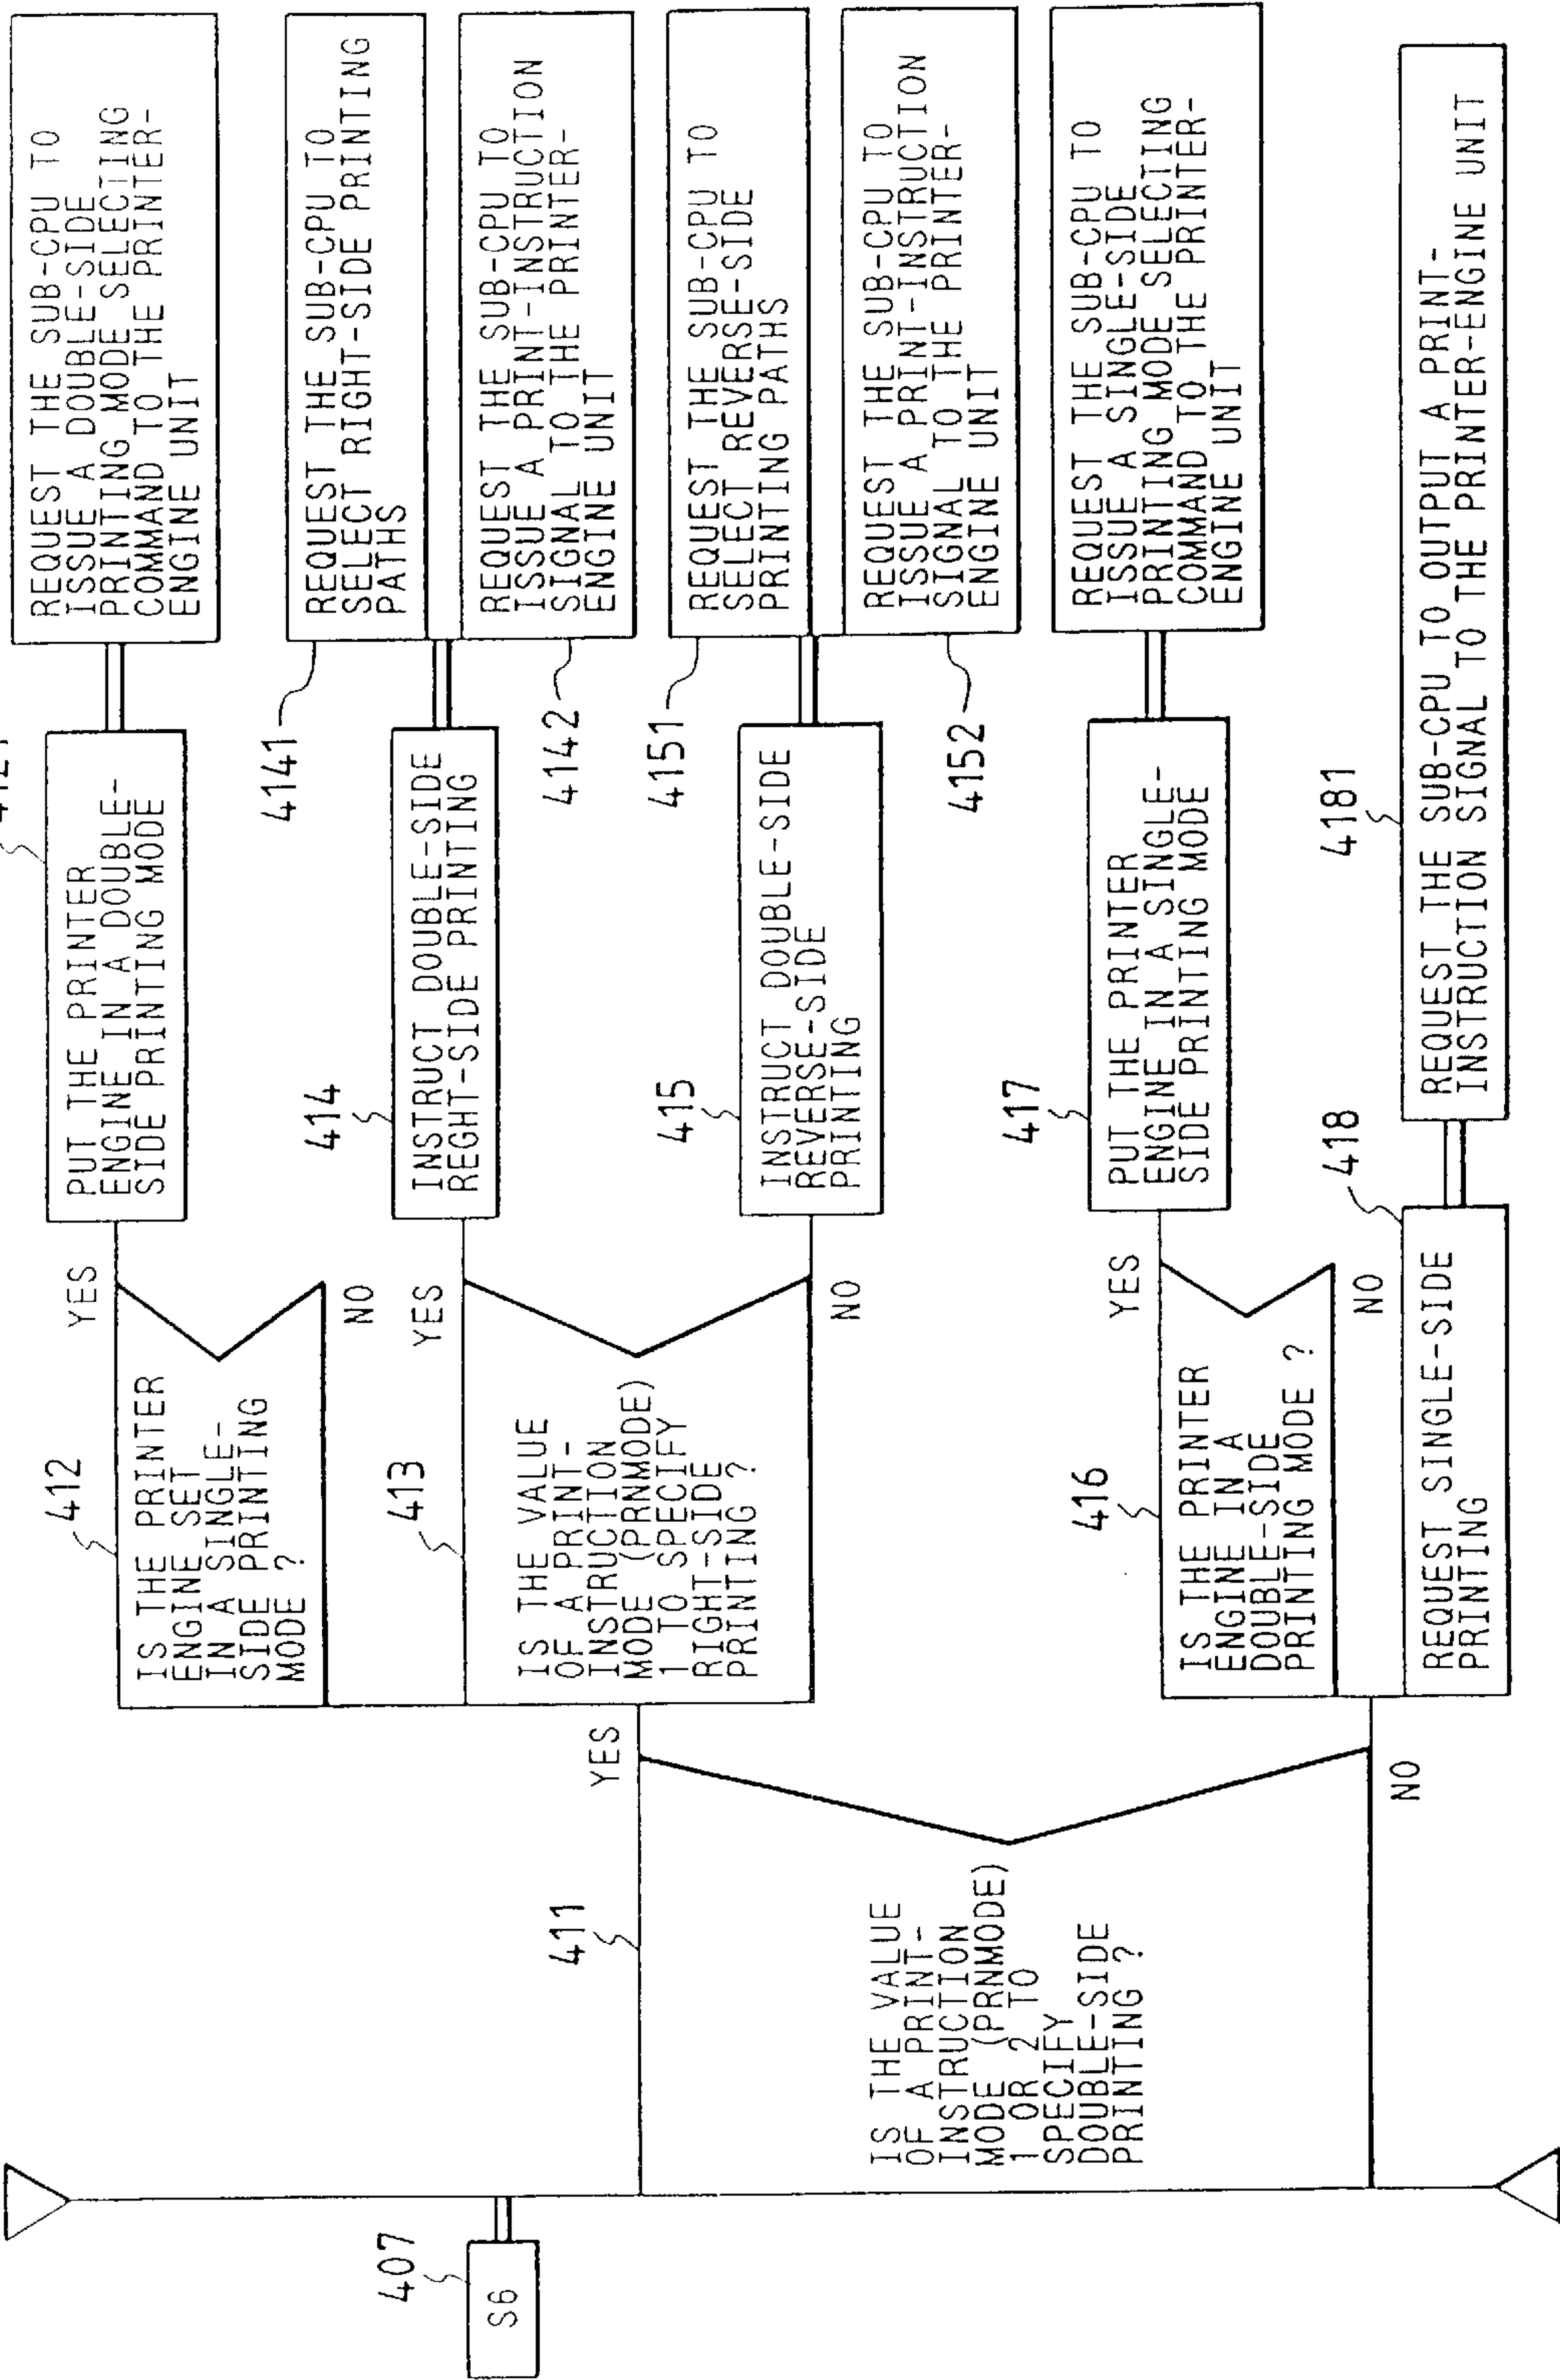 407
S6
411
IS THE VALUE
OF A PRINT-
INSTRUCTION
MODE (PRNMODE)
1 OR 2 TO
SPECIFY
DOUBLE-SIDE
PRINTING ?
YES
NO
412
IS THE PRINTER
ENGINE SET
IN A SINGLE-
SIDE PRINTING
MODE ?
YES
NO
PUT THE PRINTER
ENGINE IN A DOUBLE-
SIDE PRINTING MODE
REQUEST THE SUB-CPU TO
ISSUE A DOUBLE-SIDE
PRINTING MODE SELECTING
COMMAND TO THE PRINTER-
ENGINE UNIT
413
IS THE VALUE
OF A PRINT-
INSTRUCTION
MODE (PRNMODE)
1 TO SPECIFY
RIGHT-SIDE
PRINTING ?
YES
NO
414
INSTRUCT DOUBLE-SIDE
REGHT-SIDE PRINTING
4141
REQUEST THE SUB-CPU TO
SELECT RIGHT-SIDE PRINTING
PATHS
4142
REQUEST THE SUB-CPU TO
ISSUE A PRINT-INSTRUCTION
SIGNAL TO THE PRINTER-
ENGINE UNIT
415
INSTRUCT DOUBLE-SIDE
REVERSE-SIDE
PRINTING
4151
REQUEST THE SUB-CPU TO
SELECT REVERSE-SIDE
PRINTING PATHS
4152
REQUEST THE SUB-CPU TO
ISSUE A PRINT-INSTRUCTION
SIGNAL TO THE PRINTER-
ENGINE UNIT
416
IS THE PRINTER
ENGINE IN A
DOUBLE-SIDE
PRINTING MODE ?
YES
NO
417
PUT THE PRINTER
ENGINE IN A SINGLE-
SIDE PRINTING MODE
REQUEST THE SUB-CPU TO
ISSUE A SINGLE-SIDE
PRINTING MODE SELECTING
COMMAND TO THE PRINTER-
ENGINE UNIT
418
REQUEST SINGLE-SIDE
PRINTING
4181
REQUEST THE SUB-CPU TO OUTPUT A PRINT-
INSTRUCTION SIGNAL TO THE PRINTER-ENGINE UNIT